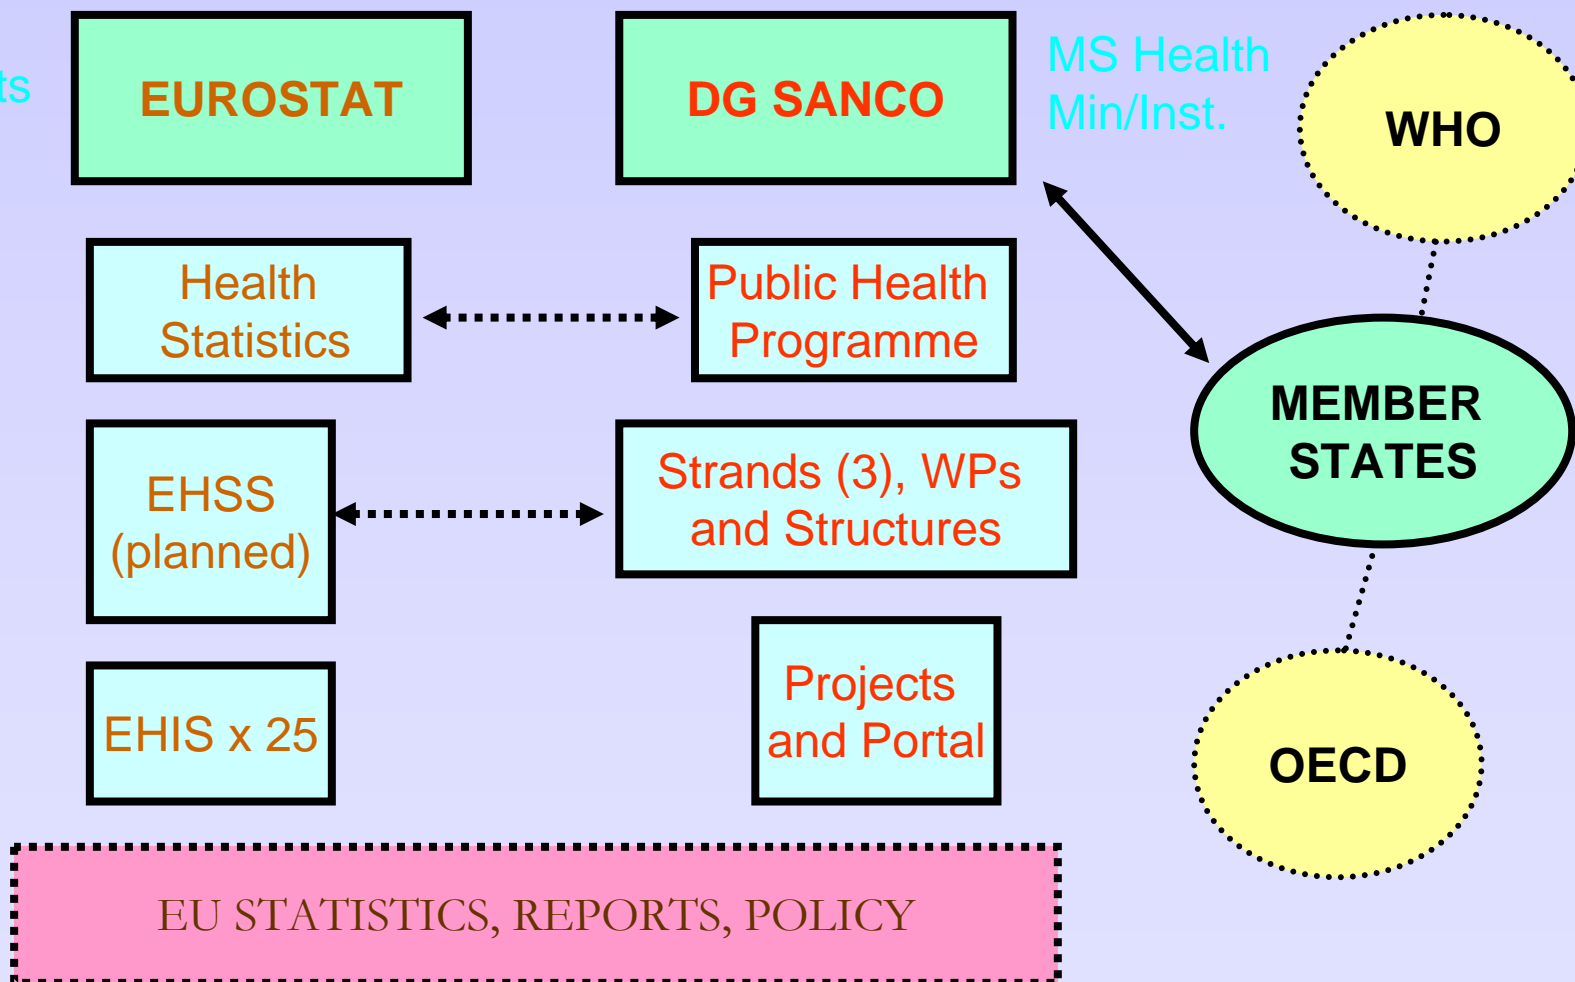 EUROSTAT
DG SANCO
MS Health
Min/Inst.
WHO
Health
Statistics
Public Health
Programme
MEMBER
STATES
EHSS
(planned)
Strands (3), WPs
and Structures
EHIS x 25
Projects
and Portal
OECD
EU STATISTICS, REPORTS, POLICY